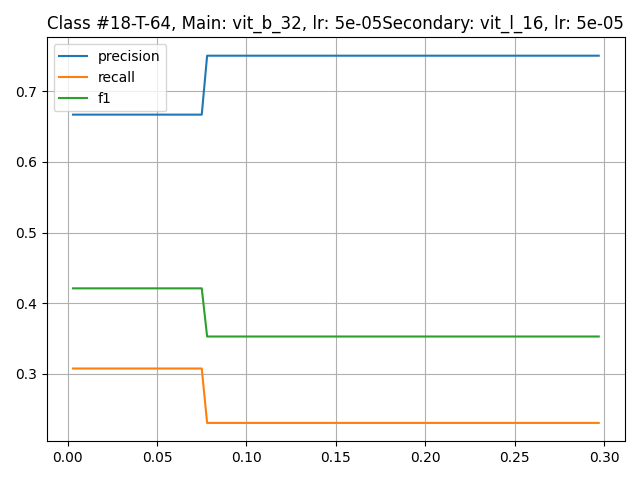 Class #18-T-64, Main: vit_b_32, lr: 5e-05Secondary: vit_l_16, lr: 5e-05
precision
recall
f1
0.7
0.6
0.5
0.4
0.3
0.00 0.05 0.10 0.15 0.20 0.25 0.30